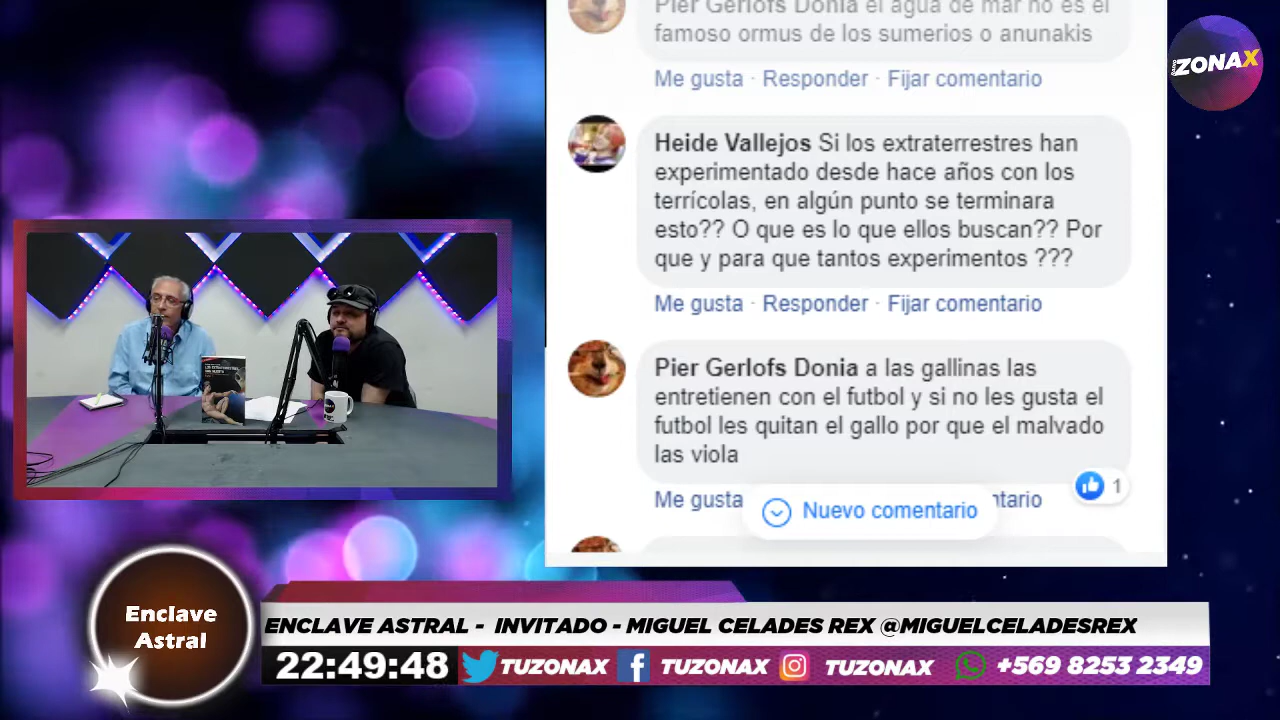 Pier Gerlofs Donia el agua de mar no es el
famoso ormus de los sumerios o anunakis
Me gusta · Responder · Fijar comentario
Heide Vallejos Si los extraterrestres han
experimentado desde hace años con los
terrícolas, en algún punto se terminara
esto?? O que es lo que ellos buscan?? Por
que y para que tantos experimentos ???
Me gusta · Responder · Fijar comentario
Pier Gerlofs Donia a las gallinas las
entretienen con el futbol y si no les gusta el
futbol les quitan el gallo por que el malvado
las viola
1
Me gusta
ntario
Nuevo comentario
ZONAX
Enclave
Astral
ENCLAVE ASTRAL - INVITADO - MIGUEL CELADES REX @MIGUELCELADESREX
22:49:48 TUZONAX TUZONAX TUZONAX +569 8253 2349